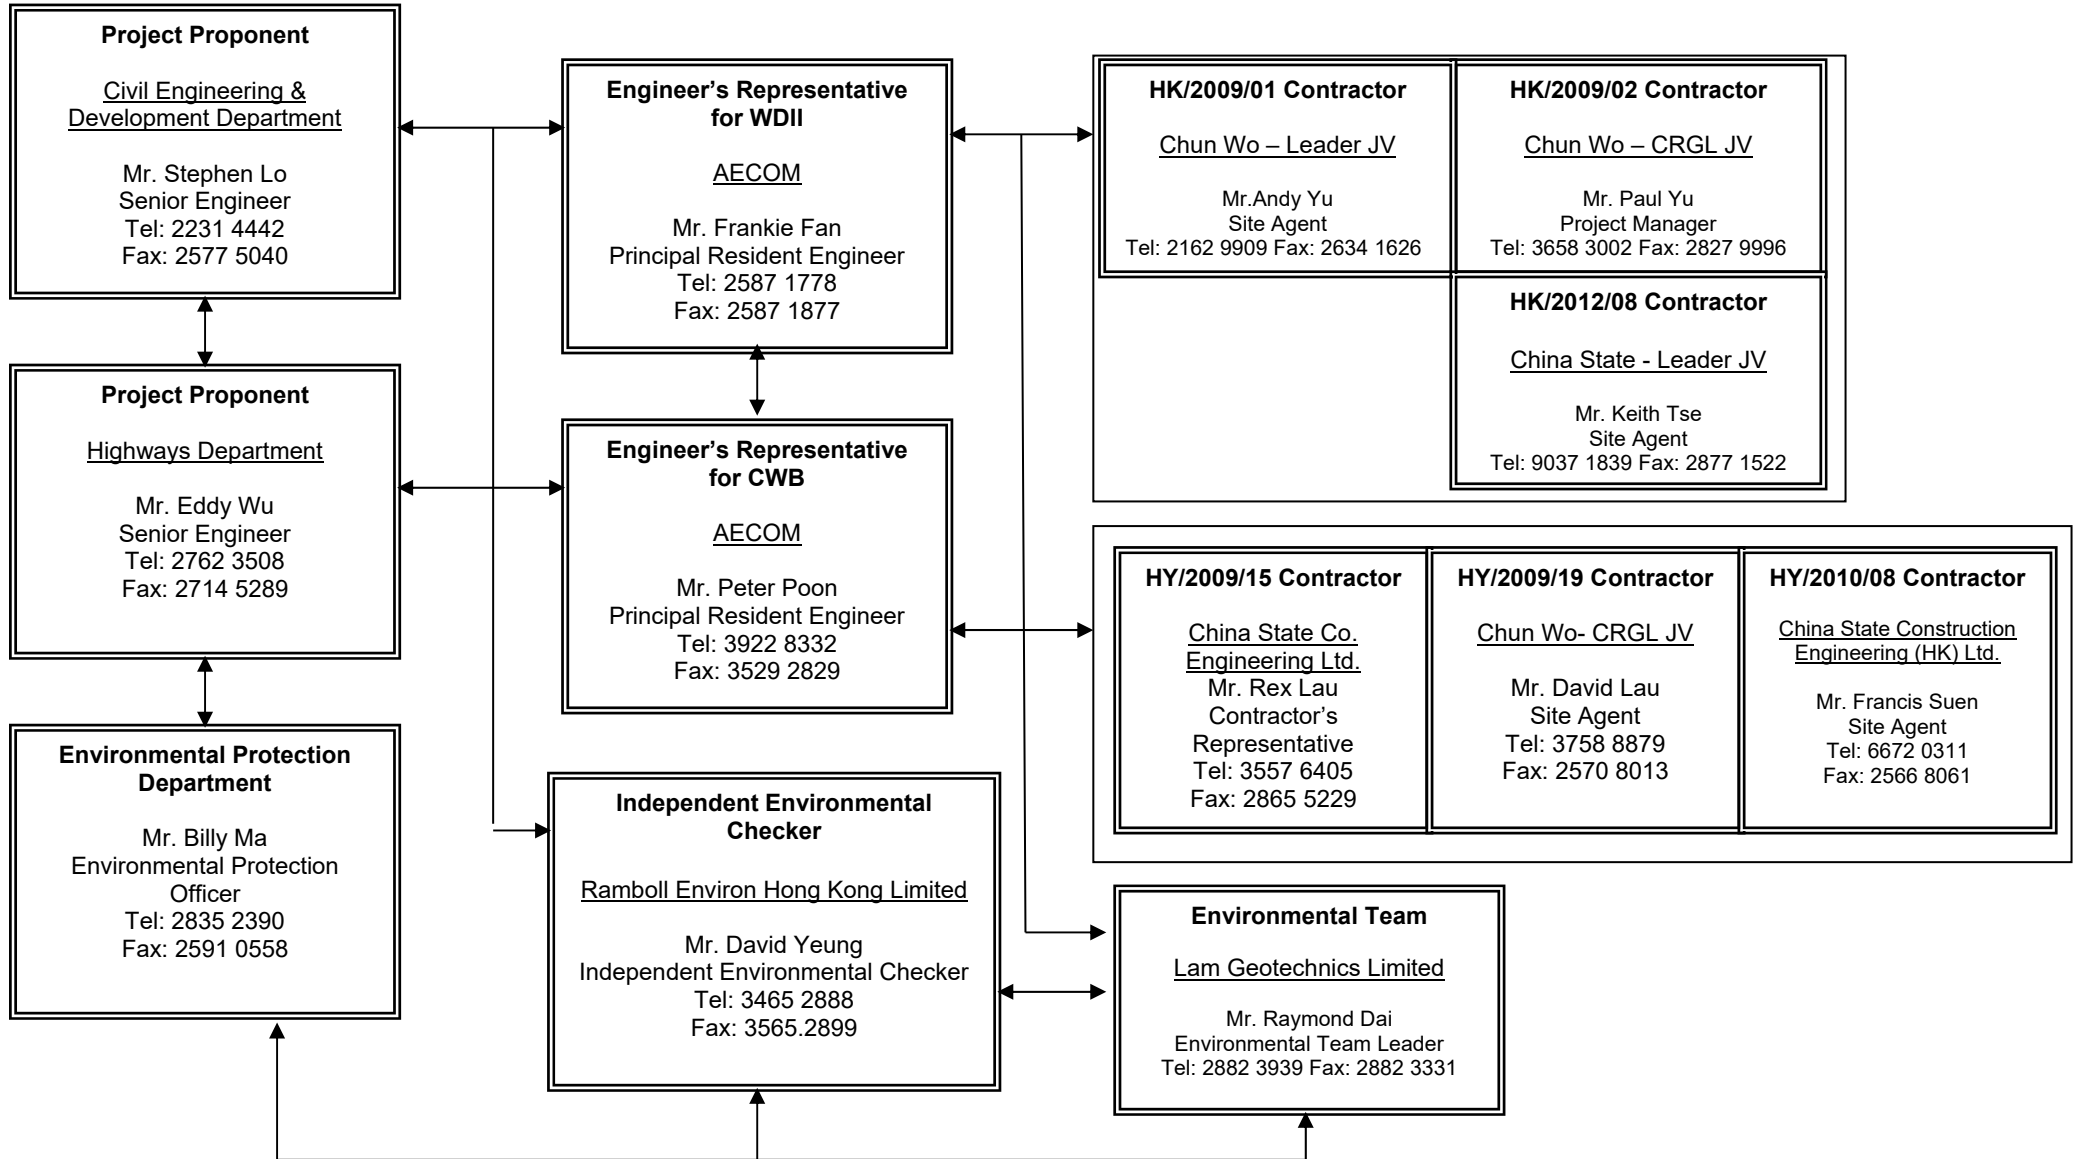 Project Proponent
Civil Engineering &
Development Department
Mr. Stephen Lo
Senior Engineer
Tel: 2231 4442
Fax: 2577 5040
Project Proponent
Highways Department
Mr. Eddy Wu
Senior Engineer
Tel: 2762 3508
Fax: 2714 5289
Environmental Protection
Department
Mr. Billy Ma
Environmental Protection
Officer
Tel: 2835 2390
Fax: 2591 0558
Engineer’s Representative
for WDII
AECOM
Mr. Frankie Fan
Principal Resident Engineer
Tel: 2587 1778
Fax: 2587 1877
Engineer’s Representative
for CWB
AECOM
Mr. Peter Poon
Principal Resident Engineer
Tel: 3922 8332
Fax: 3529 2829
Independent Environmental
Checker
Ramboll Environ Hong Kong Limited
Mr. David Yeung
Independent Environmental Checker
Tel: 3465 2888
Fax: 3565.2899
HK/2009/01 Contractor
Chun Wo – Leader JV
Mr.Andy Yu
Site Agent
Tel: 2162 9909 Fax: 2634 1626
HK/2009/02 Contractor
Chun Wo – CRGL JV
Mr. Paul Yu
Project Manager
Tel: 3658 3002 Fax: 2827 9996
HK/2012/08 Contractor
China State - Leader JV
Mr. Keith Tse
Site Agent
Tel: 9037 1839 Fax: 2877 1522
HY/2009/15 Contractor
China State Co.
Engineering Ltd.
Mr. Rex Lau
Contractor’s
Representative
Tel: 3557 6405
Fax: 2865 5229
HY/2009/19 Contractor
Chun Wo- CRGL JV
Mr. David Lau
Site Agent
Tel: 3758 8879
Fax: 2570 8013
HY/2010/08 Contractor
China State Construction
Engineering (HK) Ltd.
Mr. Francis Suen
Site Agent
Tel: 6672 0311
Fax: 2566 8061
Environmental Team
Lam Geotechnics Limited
Mr. Raymond Dai
Environmental Team Leader
Tel: 2882 3939 Fax: 2882 3331